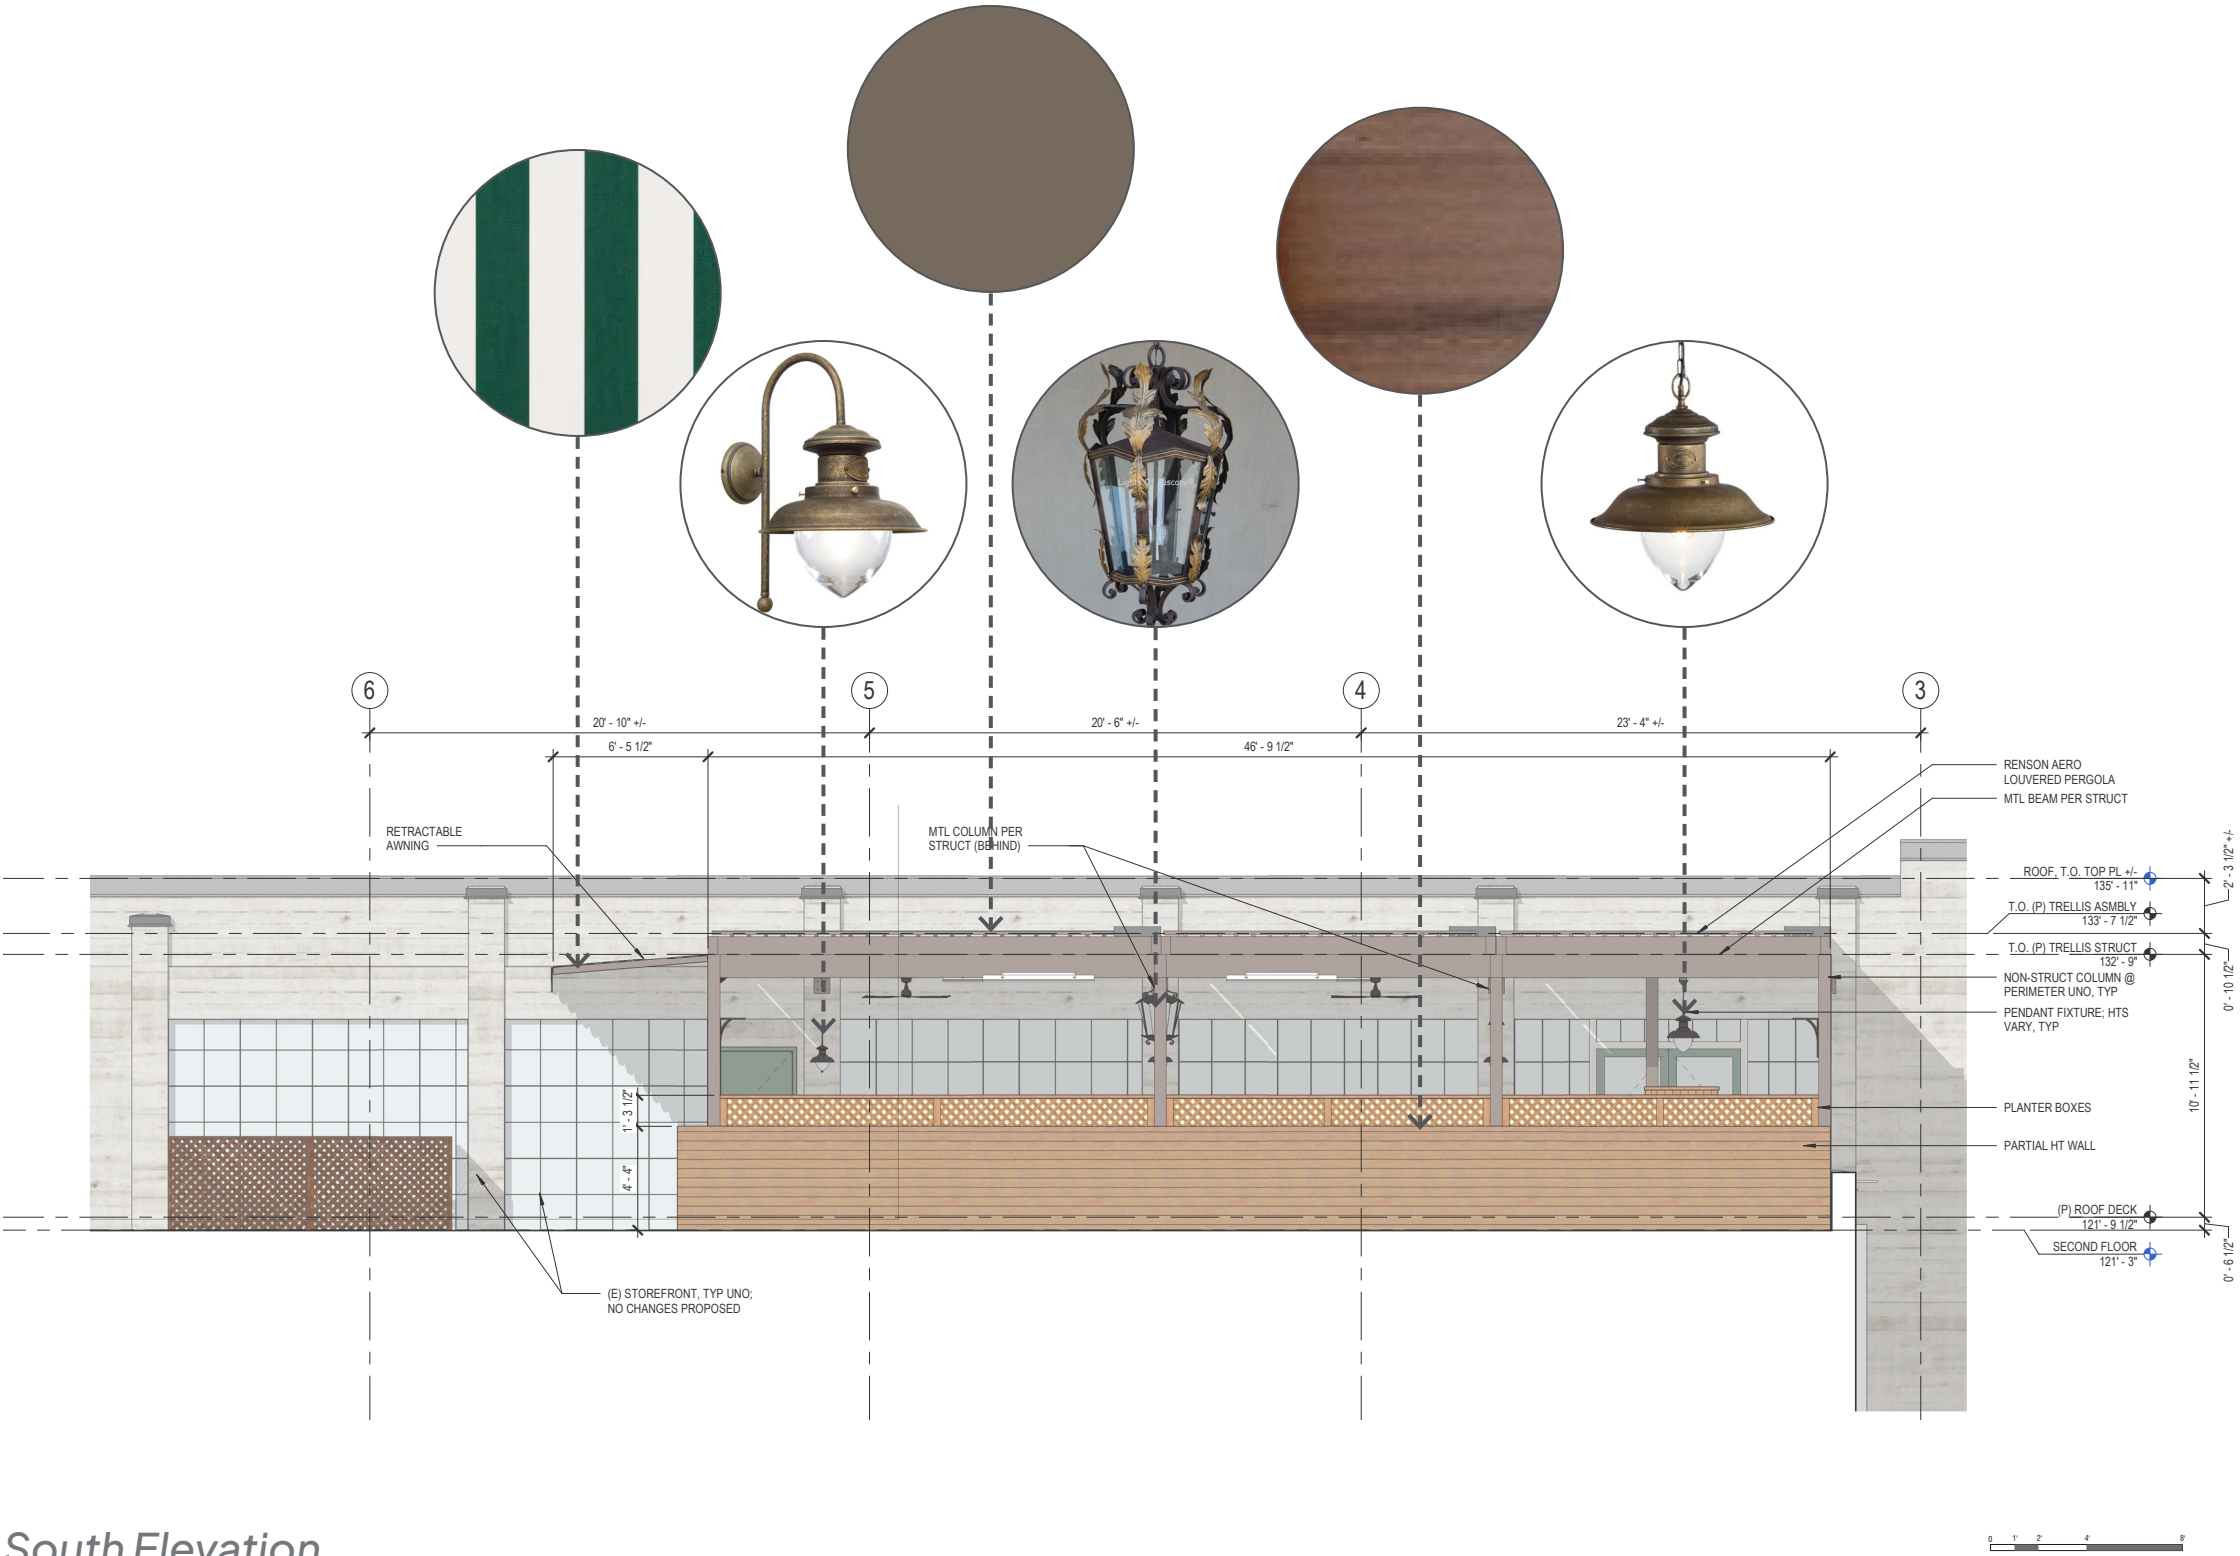 Lights Of Tuscany
6
5
4
3
20' - 10" +/-
20' - 6" +/-
23' - 4" +/-
6' - 5 1/2"
46' - 9 1/2"
RENSON AERO
LOUVERED PERGOLA
MTL BEAM PER STRUCT
RETRACTABLE
AWNING
MTL COLUMN PER
STRUCT (BEHIND)
ROOF, T.O. TOP PL +/-
135' - 11"
T.O. (P) TRELLIS ASMBLY
133' - 7 1/2"
T.O. (P) TRELLIS STRUCT
132' - 9"
NON-STRUCT COLUMN @
PERIMETER UNO, TYP
PENDANT FIXTURE; HTS
VARY, TYP
PLANTER BOXES
PARTIAL HT WALL
(P) ROOF DECK
121' - 9 1/2"
SECOND FLOOR
121' - 3"
2' - 3 1/2" +/-
0' - 10 1/2"
10' - 11 1/2"
0' - 6 1/2"
1' - 3 1/2"
4' - 4"
(E) STOREFRONT, TYP UNO;
NO CHANGES PROPOSED
South Elevation
0 1' 2' 4' 8'